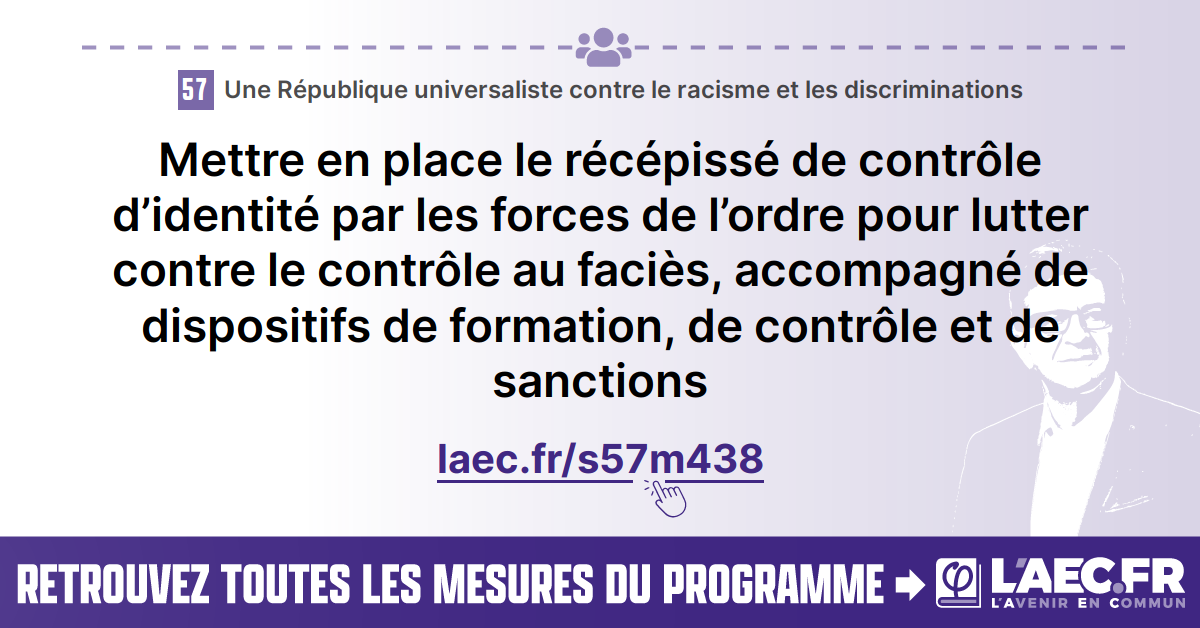 57 Une République universaliste contre le racisme et les discriminations
Mettre en place le récépissé de contrôle
d’identité par les forces de l’ordre pour lutter
contre le contrôle au faciès, accompagné de
dispositifs de formation, de contrôle et de
sanctions
laec.fr/s57m438
RETROUVEZ TOUTES LES MESURES DU PROGRAMME
L'AEC.FR
L'AVENIR EN COMMUN